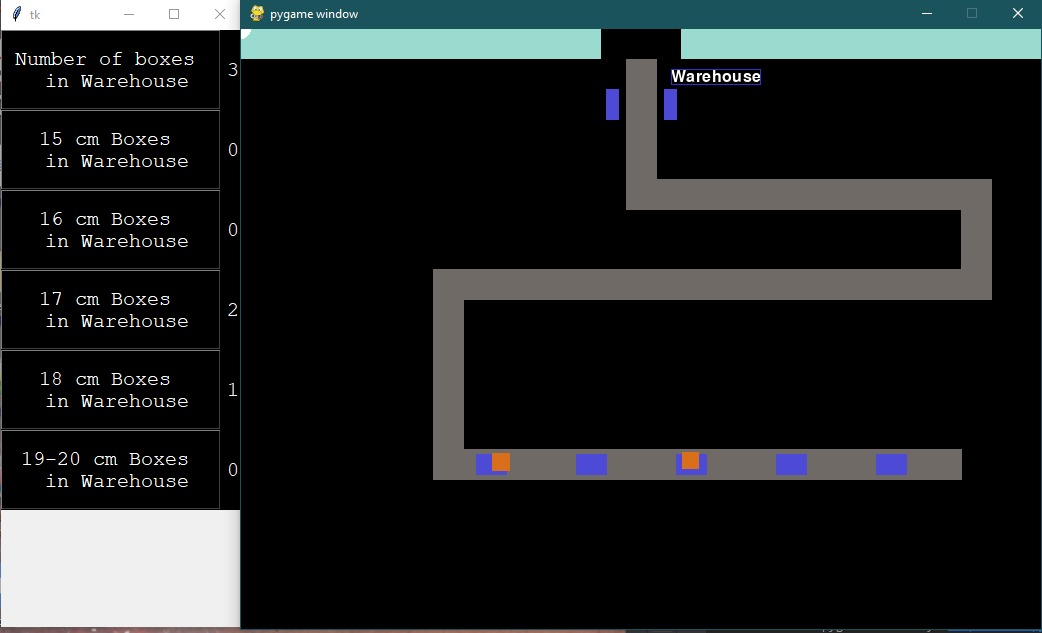 tk
pygame window
Number of boxes
in Warehouse
3
Warehouse
15 cm Boxes
in Warehouse
0
16 cm Boxes
in Warehouse
0
17 cm Boxes
in Warehouse
2
18 cm Boxes
in Warehouse
1
19-20 cm Boxes
in Warehouse
0